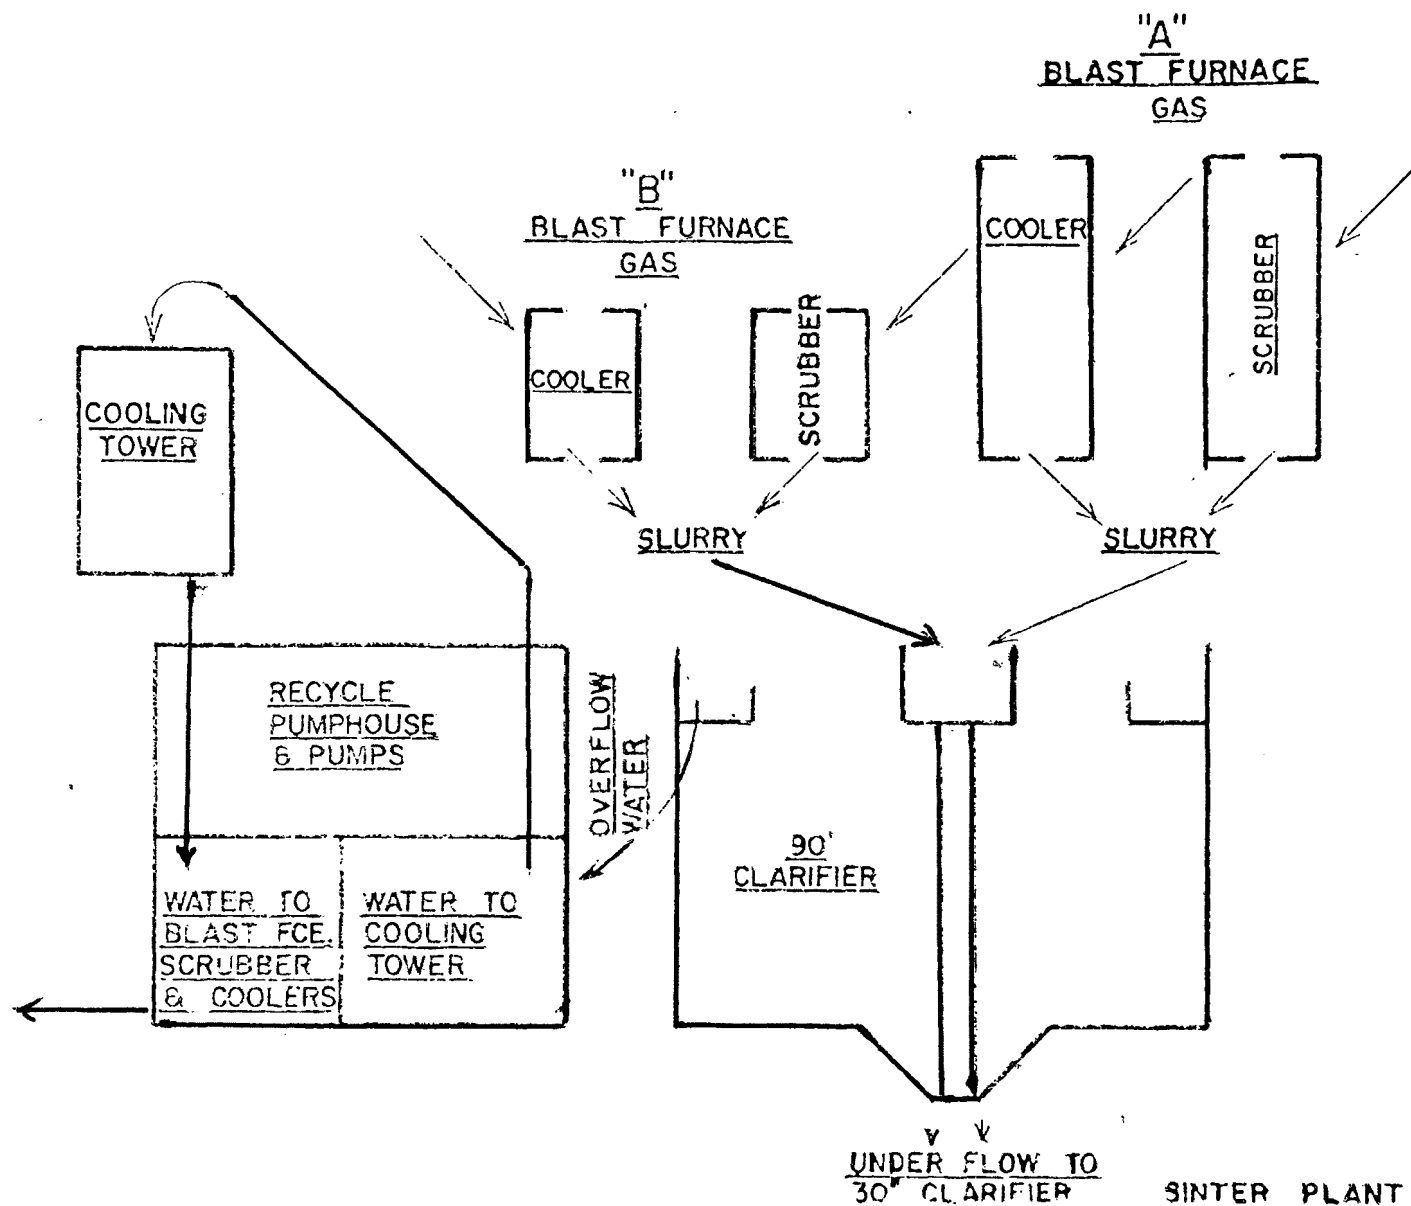 "A"
BLAST FURNACE
GAS
"B"
BLAST FURNACE
GAS
COOLER
SCRUBBER
COOLER
SCRUBBER
COOLING
TOWER
SLURRY
SLURRY
RECYCLE
PUMPHOUSE
& PUMPS
OVERFLOW
WATER
90'
CLARIFIER
WATER TO
BLAST FCE.
SCRUBBER
& COOLERS
WATER TO
COOLING
TOWER
UNDER FLOW TO
30" CLARIFIER
SINTER PLANT